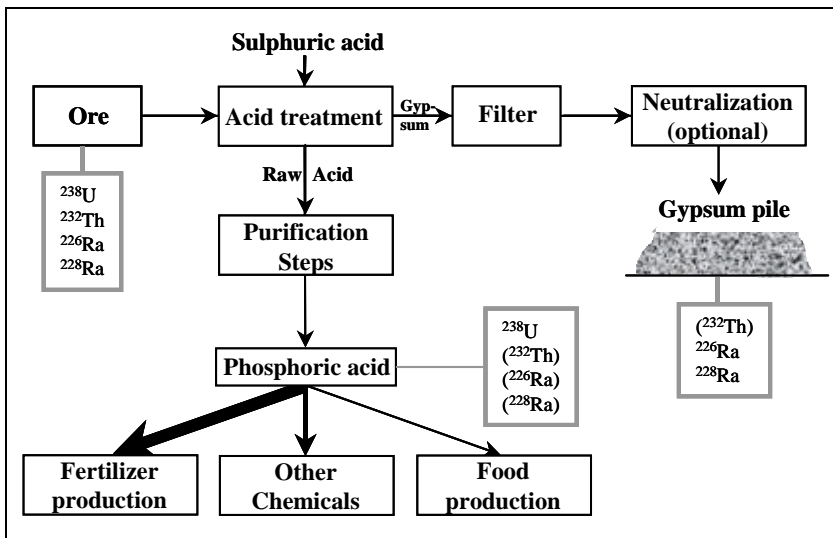 Sulphuric acid
Ore
Acid treatment
Gyp-
sum
Filter
Neutralization
(optional)
²³⁸U
²³²Th
²²⁶Ra
²²⁸Ra
Raw Acid
Purification
Steps
Gypsum pile
Phosphoric acid
²³⁸U
(²³²Th)
(²²⁶Ra)
(²²⁸Ra)
(²³²Th)
²²⁶Ra
²²⁸Ra
Fertilizer
production
Other
Chemicals
Food
production